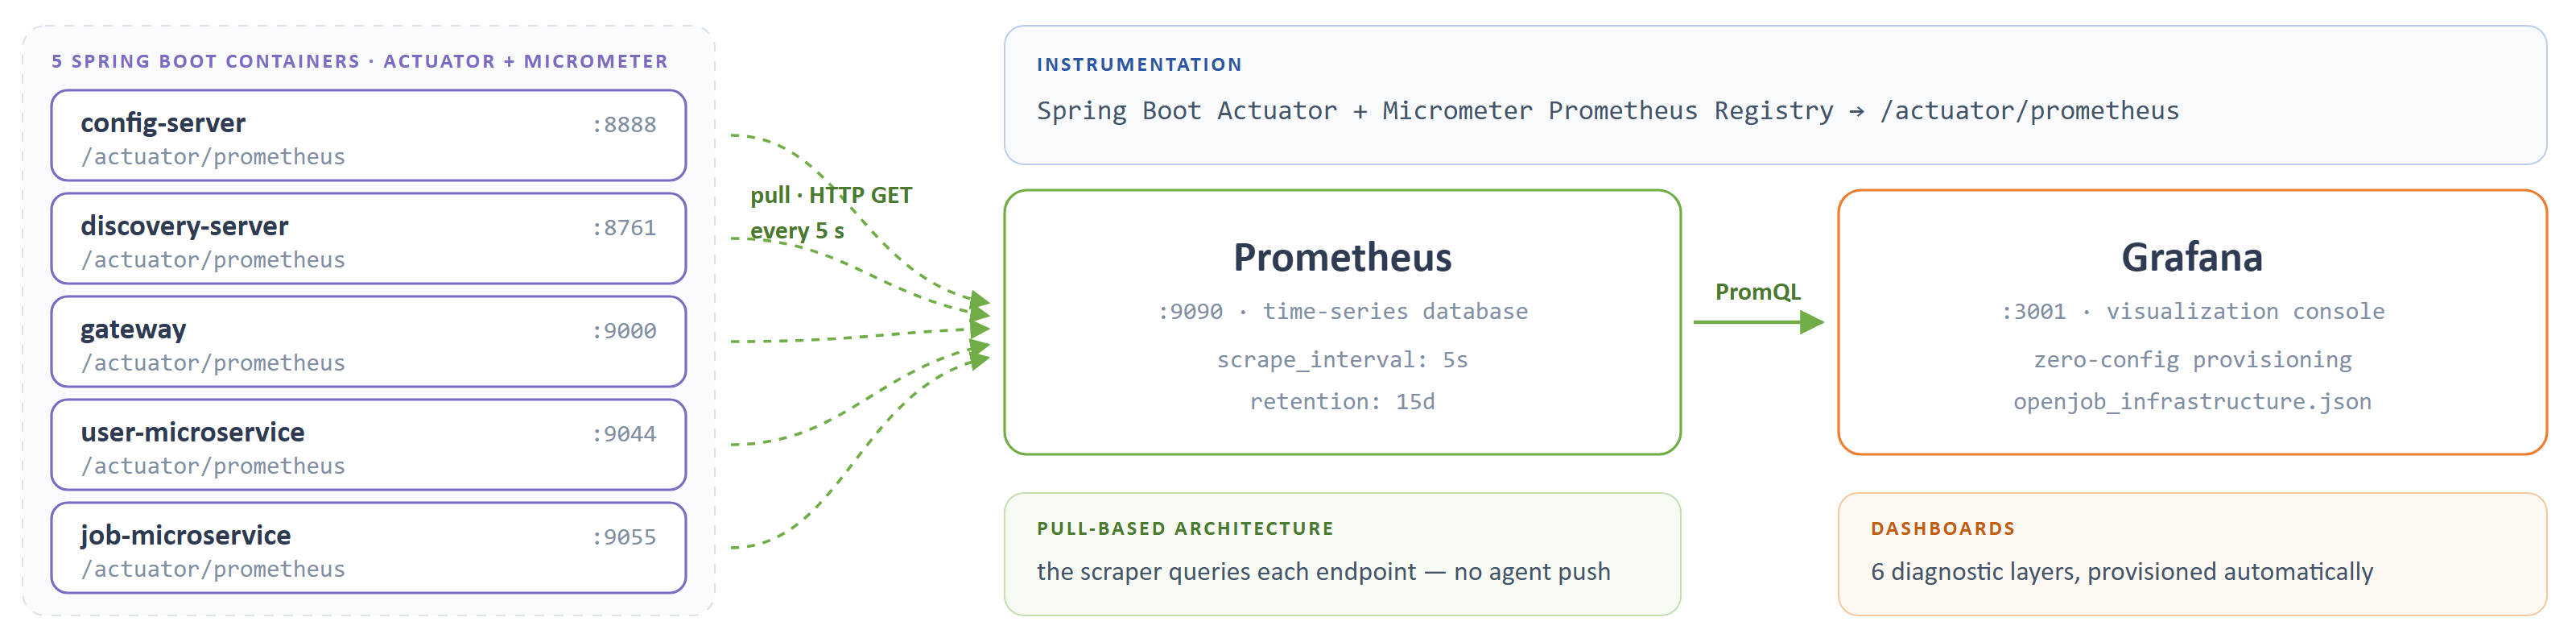 5 SPRING BOOT CONTAINERS · ACTUATOR + MICROMETER
config-server :8888
/actuator/prometheus
discovery-server :8761
/actuator/prometheus
gateway :9000
/actuator/prometheus
user-microservice :9044
/actuator/prometheus
job-microservice :9055
/actuator/prometheus
pull · HTTP GET
every 5 s
INSTRUMENTATION
Spring Boot Actuator + Micrometer Prometheus Registry → /actuator/prometheus
Prometheus
:9090 · time-series database
scrape_interval: 5s
retention: 15d
PromQL
Grafana
:3001 · visualization console
zero-config provisioning
openjob_infrastructure.json
PULL-BASED ARCHITECTURE
the scraper queries each endpoint — no agent push
DASHBOARDS
6 diagnostic layers, provisioned automatically